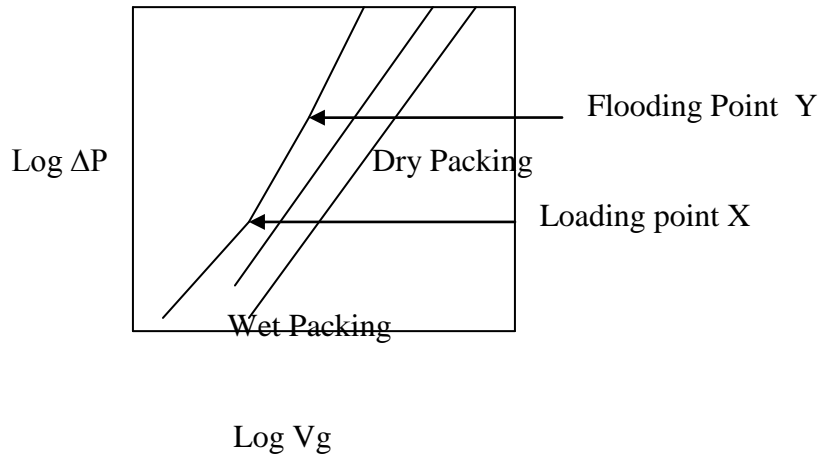 Flooding Point Y
Log ΔP
Dry Packing
Loading point X
Wet Packing
Log Vg